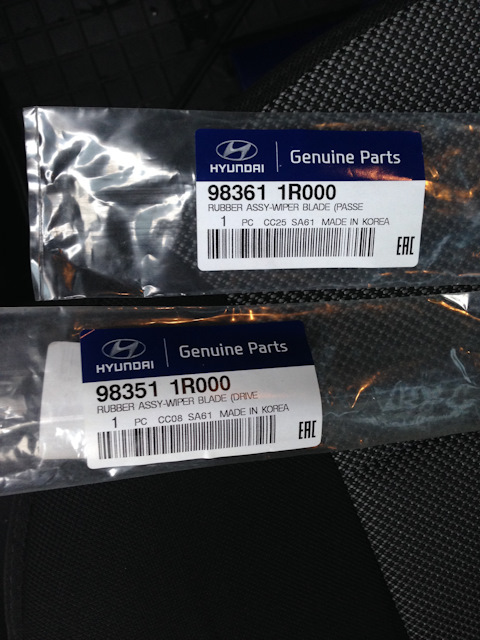 HYUNDAI Genuine Parts
98361 1R000
RUBBER ASSY-WIPER BLADE (PASSE
1 PC CC25 SA61 MADE IN KOREA
EAC
HYUNDAI Genuine Parts
98351 1R000
RUBBER ASSY-WIPER BLADE (DRIVE
1 PC CC08 SA61 MADE IN KOREA
EAC